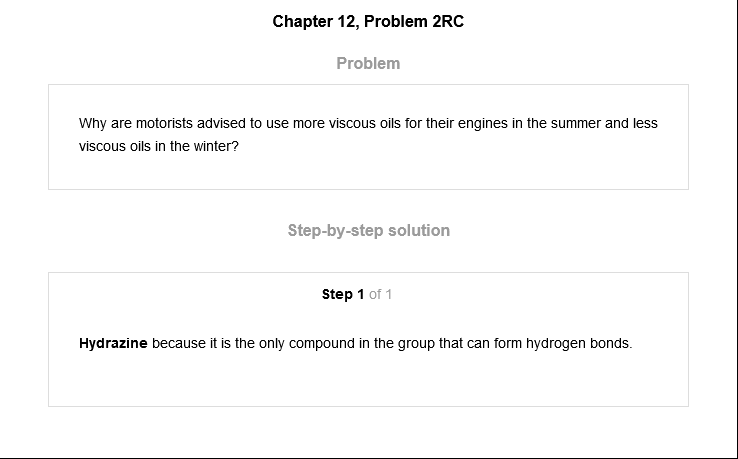 Chapter 12, Problem 2RC
Problem
Why are motorists advised to use more viscous oils for their engines in the summer and less
viscous oils in the winter?
Step-by-step solution
Step 1 of 1
Hydrazine because it is the only compound in the group that can form hydrogen bonds.